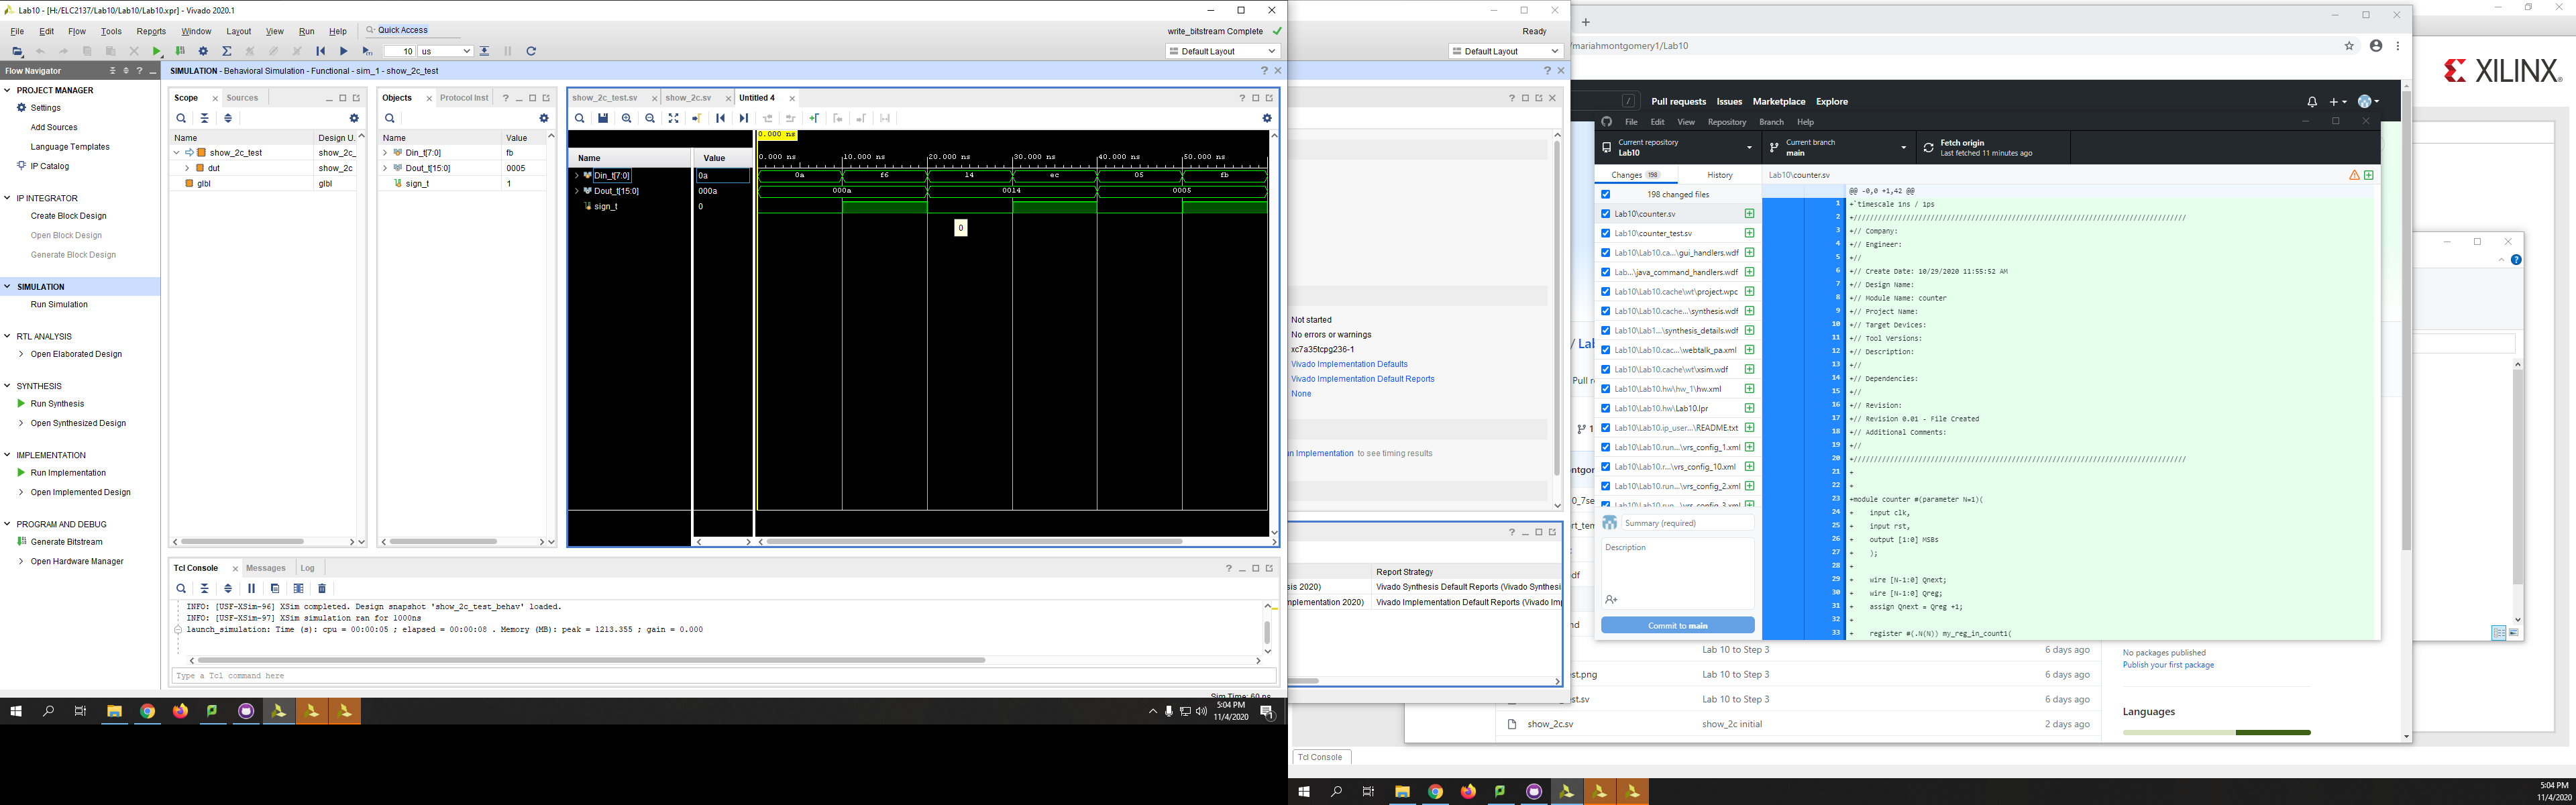 Lab10 - [H:/ELC2137/Lab10/Lab10/Lab10.xpr] - Vivado 2020.1
File Edit Flow Tools Reports Window Layout View Run Help Quick Access
write_bitstream Complete
10 us
Default Layout
Flow Navigator
PROJECT MANAGER
Settings
Add Sources
Language Templates
IP Catalog
IP INTEGRATOR
Create Block Design
Open Block Design
Generate Block Design
SIMULATION
Run Simulation
RTL ANALYSIS
Open Elaborated Design
SYNTHESIS
Run Synthesis
Open Synthesized Design
IMPLEMENTATION
Run Implementation
Open Implemented Design
PROGRAM AND DEBUG
Generate Bitstream
Open Hardware Manager
SIMULATION - Behavioral Simulation - Functional - sim_1 - show_2c_test
Scope Sources
Name Design U.
show_2c_test show_2c_
dut show_2c
glbl glbl
Objects Protocol Inst
Name Value
Din_t[7:0] fb
Dout_t[15:0] 0005
sign_t 1
show_2c_test.sv show_2c.sv Untitled 4
0.000 ns
Name Value
0.000 ns 10.000 ns 20.000 ns 30.000 ns 40.000 ns 50.000 ns
Din_t[7:0] 0a 0a f6 14 ec 05 fb
Dout_t[15:0] 000a 000a 0014 0005
sign_t 0
0
Tcl Console Messages Log
INFO: [USF-XSim-96] XSim completed. Design snapshot 'show_2c_test_behav' loaded.
INFO: [USF-XSim-97] XSim simulation ran for 1000ns
launch_simulation: Time (s): cpu = 00:00:05 ; elapsed = 00:00:08 . Memory (MB): peak = 1213.355 ; gain = 0.000
Type a Tcl command here
Sim Time: 60 ns
5:04 PM
11/4/2020
Ready
Default Layout
Not started
No errors or warnings
xc7a35tcpg236-1
Vivado Implementation Defaults
Vivado Implementation Default Reports
None
n Implementation to see timing results
Report Strategy
sis 2020) Vivado Synthesis Default Reports (Vivado Synthesi
nplementation 2020) Vivado Implementation Default Reports (Vivado Imp
Tcl Console
/mariahmontgomery1/Lab10
/ Pull requests Issues Marketplace Explore
File Edit View Repository Branch Help
Current repository
Lab10
Current branch
main
Fetch origin
Last fetched 11 minutes ago
Changes 198 History
198 changed files
Lab10\counter.sv
Lab10\counter_test.sv
Lab10\Lab10.ca...\gui_handlers.wdf
Lab...\java_command_handlers.wdf
Lab10\Lab10.cache\wt\project.wpc
Lab10\Lab10.cache...\synthesis.wdf
Lab10\Lab1...\synthesis_details.wdf
Lab10\Lab10.cac...\webtalk_pa.xml
Lab10\Lab10.cache\wt\xsim.wdf
Lab10\Lab10.hw\hw_1\hw.xml
Lab10\Lab10.hw\Lab10.lpr
Lab10\Lab10.ip_user...\README.txt
Lab10\Lab10.run...\vrs_config_1.xml
Lab10\Lab10.r...\vrs_config_10.xml
Lab10\Lab10.run...\vrs_config_2.xml
Lab10\Lab10.run...\vrs_config_3.xml
Summary (required)
Description
Commit to main
Lab10\counter.sv
@@ -0,0 +1,42 @@
1 +`timescale 1ns / 1ps
2 +//////////////////////////////////////////////////////////////////////////////////
3 +// Company:
4 +// Engineer:
5 +//
6 +// Create Date: 10/29/2020 11:55:52 AM
7 +// Design Name:
8 +// Module Name: counter
9 +// Project Name:
10 +// Target Devices:
11 +// Tool Versions:
12 +// Description:
13 +//
14 +// Dependencies:
15 +//
16 +// Revision:
17 +// Revision 0.01 - File Created
18 +// Additional Comments:
19 +//
20 +//////////////////////////////////////////////////////////////////////////////////
21 +
22 +
23 +module counter #(parameter N=1)(
24 + input clk,
25 + input rst,
26 + output [1:0] MSBs
27 + );
28 +
29 + wire [N-1:0] Qnext;
30 + wire [N-1:0] Qreg;
31 + assign Qnext = Qreg +1;
32 +
33 + register #(.N(N)) my_reg_in_count1(
/ La
Pull r
Lab 10 to Step 3 6 days ago
est.png Lab 10 to Step 3 6 days ago
st.sv Lab 10 to Step 3 6 days ago
show_2c.sv show_2c initial 2 days ago
No packages published
Publish your first package
Languages
XILINX
5:04 PM
11/4/2020